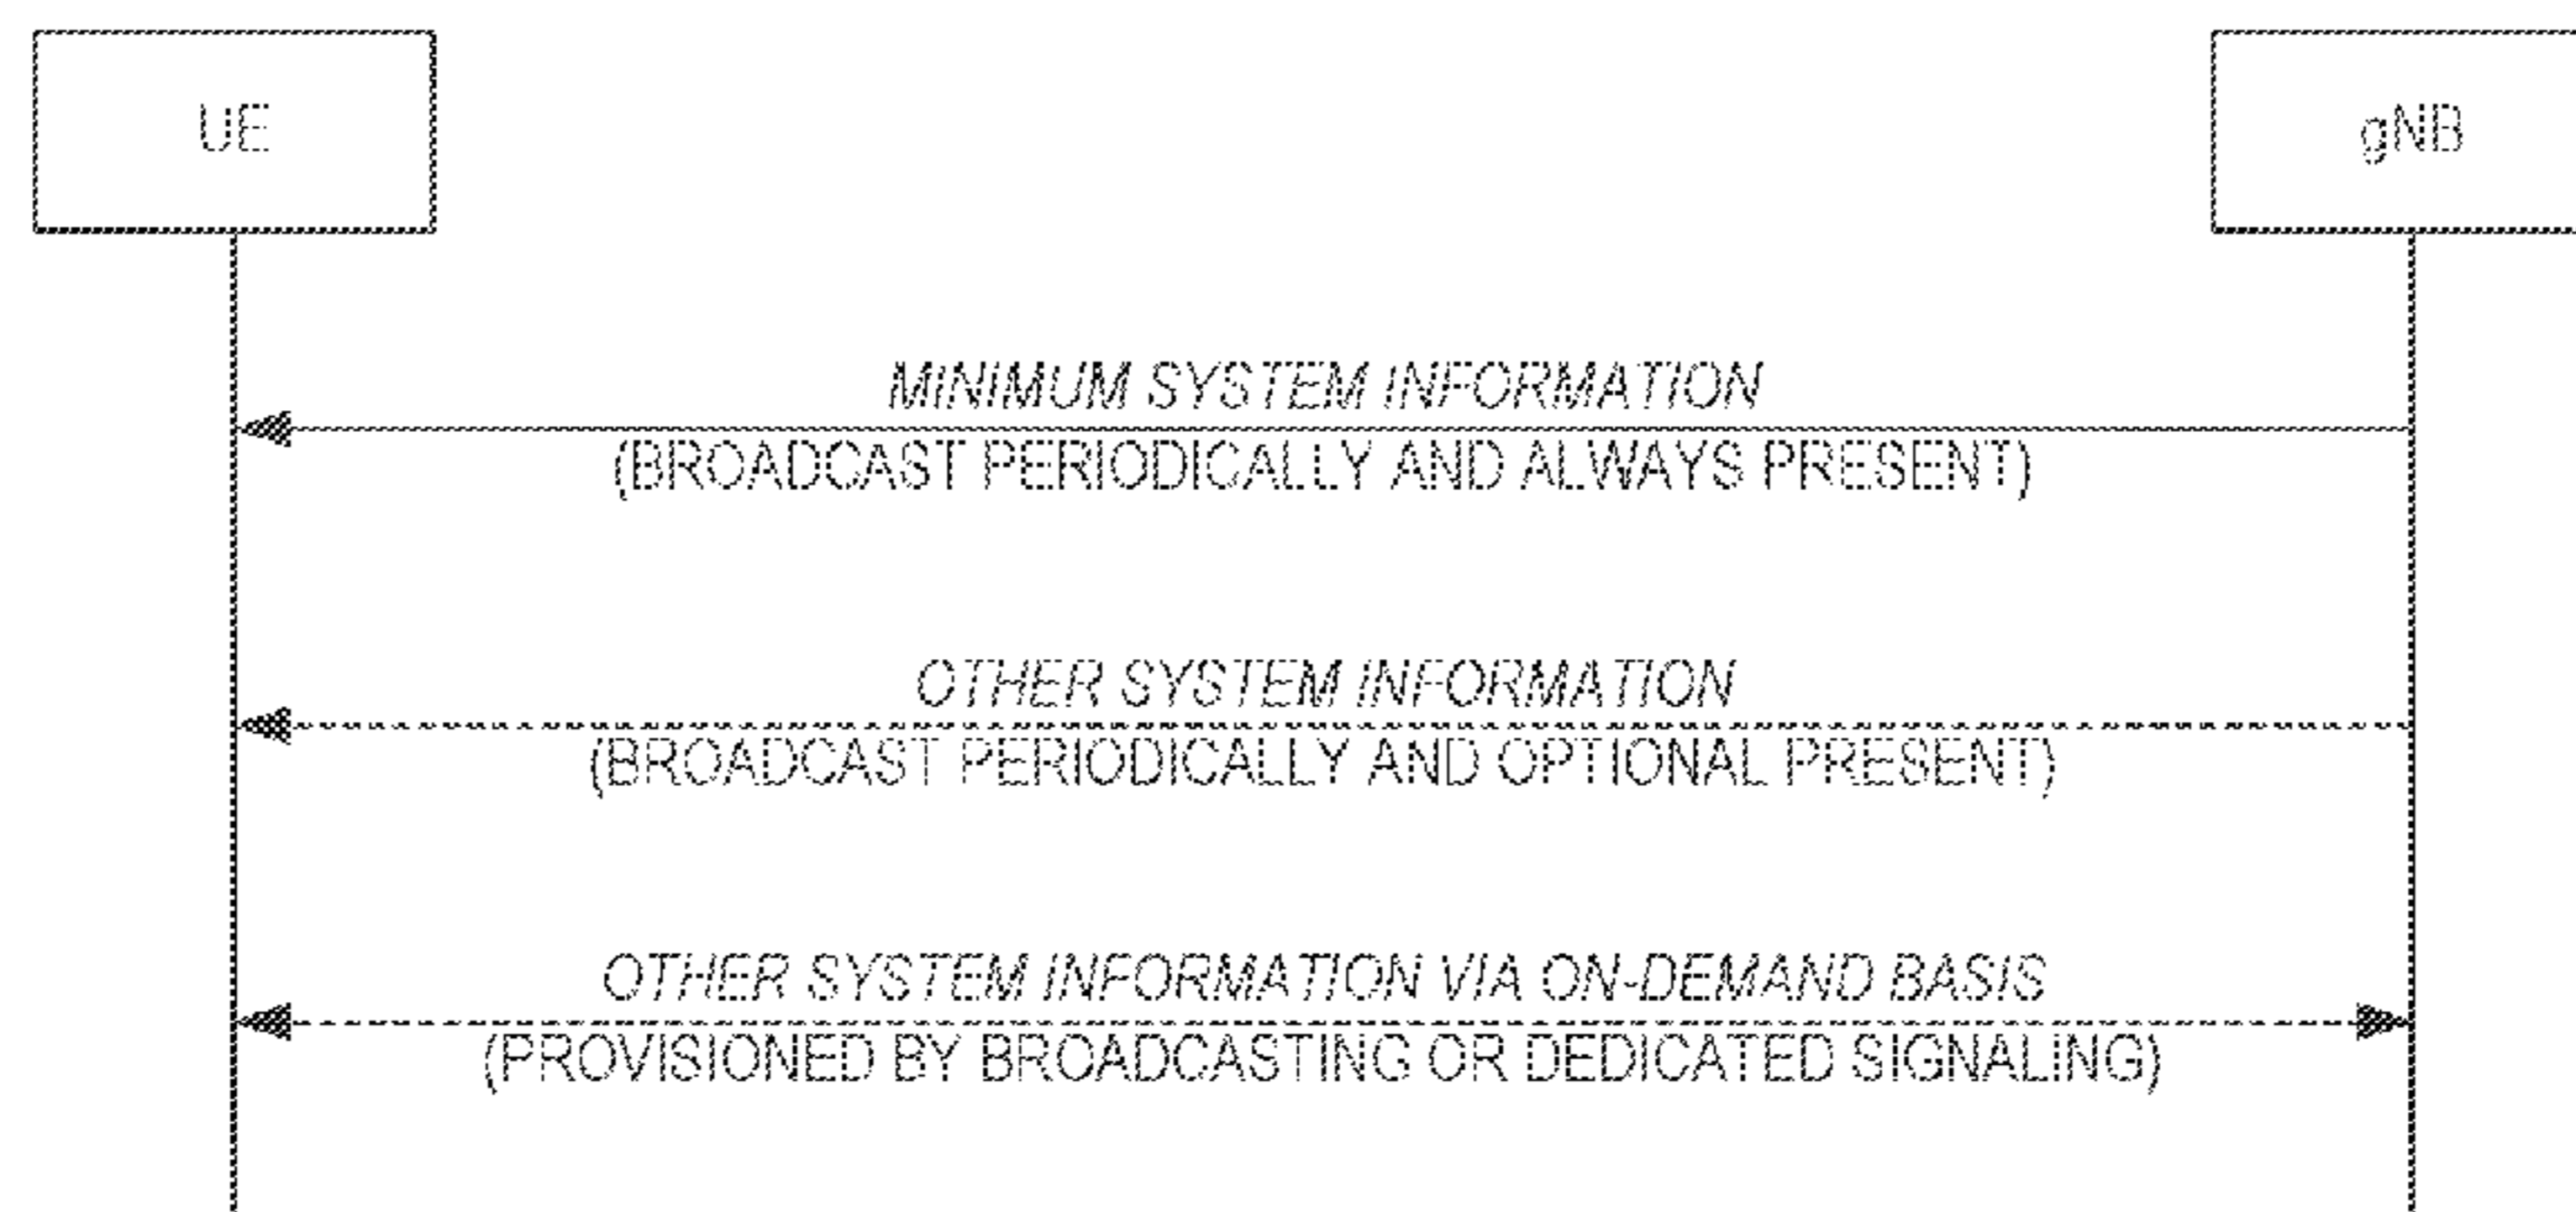 UE
gNB
MINIMUM SYSTEM INFORMATION
(BROADCAST PERIODICALLY AND ALWAYS PRESENT)
OTHER SYSTEM INFORMATION
(BROADCAST PERIODICALLY AND OPTIONAL PRESENT)
OTHER SYSTEM INFORMATION VIA ON-DEMAND BASIS
(PROVISIONED BY BROADCASTING OR DEDICATED SIGNALING)